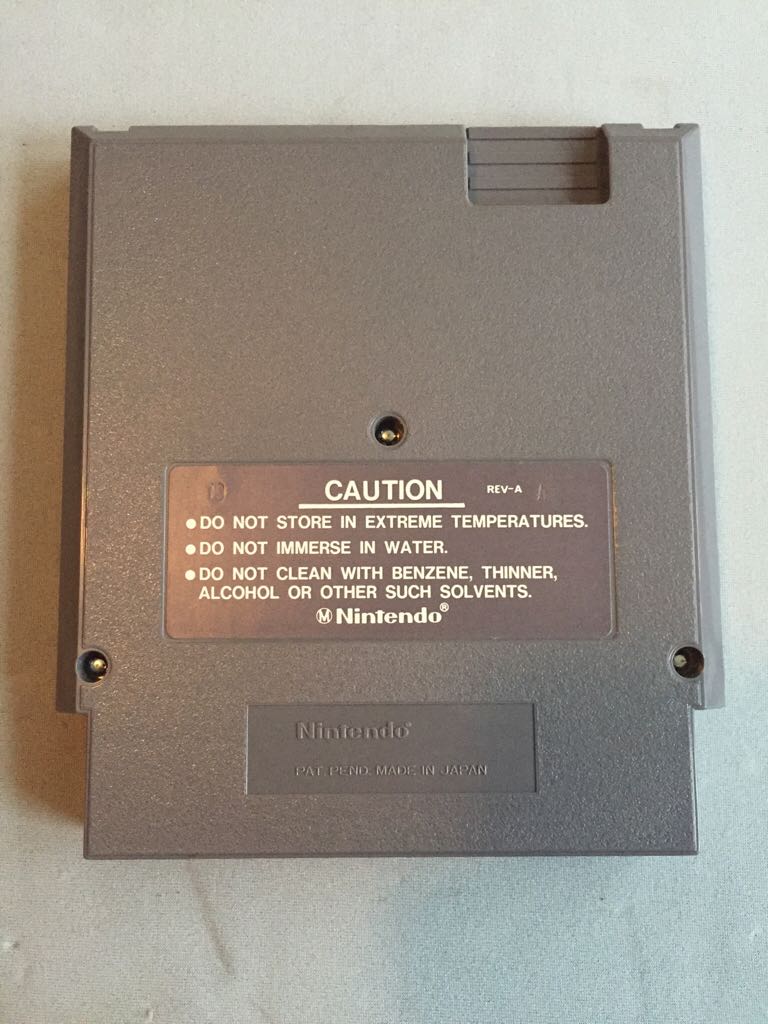 13 CAUTION REV-A A
● DO NOT STORE IN EXTREME TEMPERATURES.
● DO NOT IMMERSE IN WATER.
● DO NOT CLEAN WITH BENZENE, THINNER,
ALCOHOL OR OTHER SUCH SOLVENTS.
Ⓜ Nintendo®
Nintendo®
PAT. PEND. MADE IN JAPAN